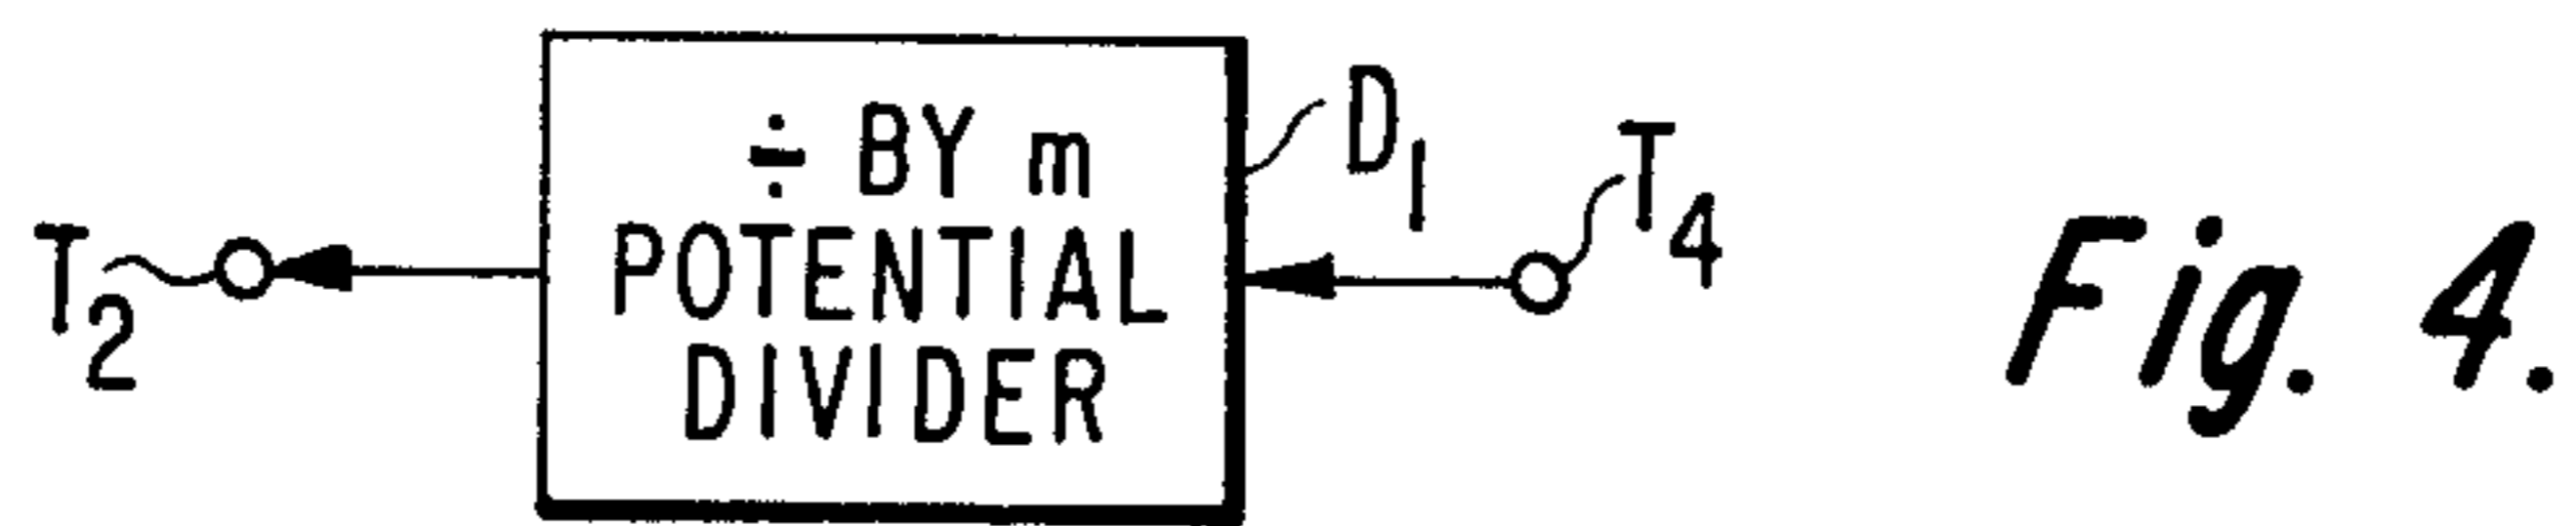 ÷ BY m
POTENTIAL
DIVIDER
D1
T4
T2
Fig. 4.